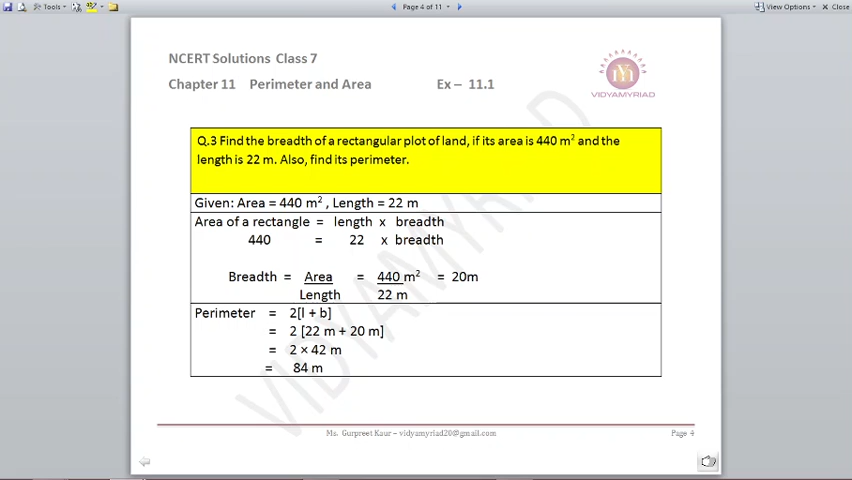 Tools
Page 4 of 11
View Options
Close
NCERT Solutions Class 7
Chapter 11 Perimeter and Area Ex – 11.1
VIDYAMYRIAD
Q.3 Find the breadth of a rectangular plot of land, if its area is 440 m² and the
length is 22 m. Also, find its perimeter.
Given: Area = 440 m² , Length = 22 m
Area of a rectangle = length x breadth
440 = 22 x breadth
Breadth = Area = 440 m² = 20m
Length 22 m
Perimeter = 2[l + b]
= 2 [22 m + 20 m]
= 2 × 42 m
= 84 m
VIDYAMYRIAD
Ms. Gurpreet Kaur – vidyamyriad20@gmail.com Page 4